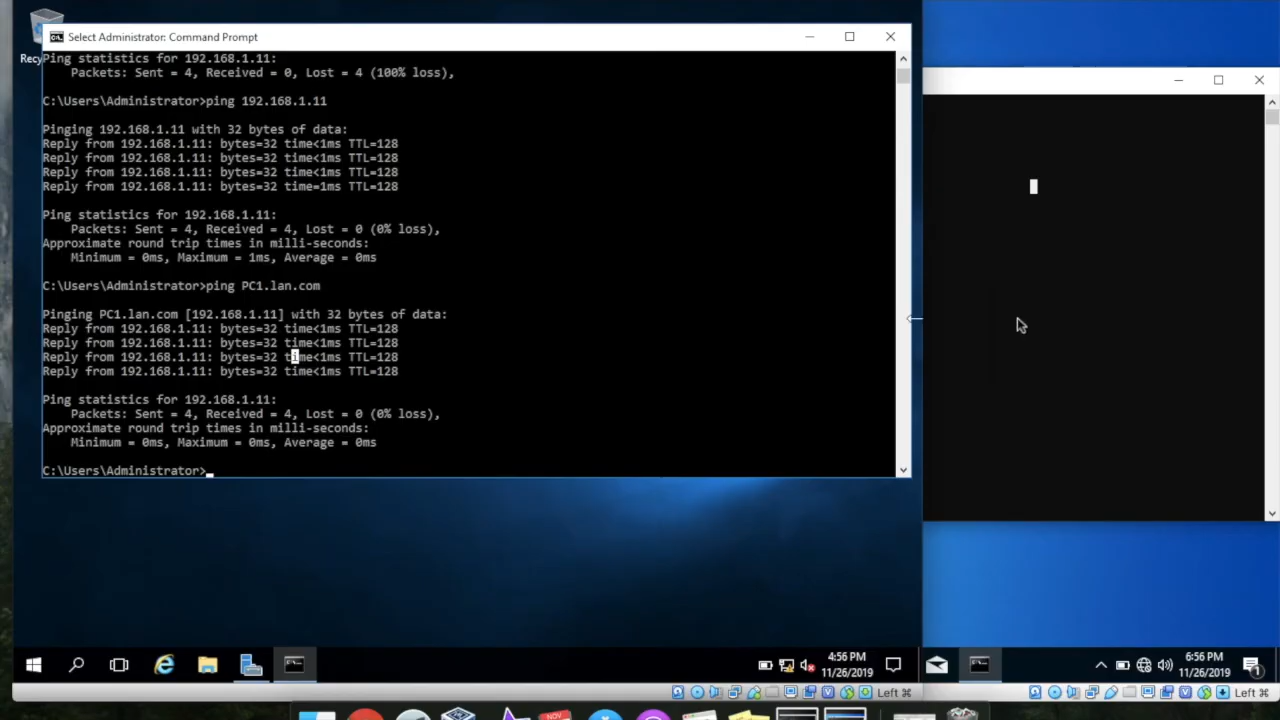 Recy
Select Administrator: Command Prompt
Ping statistics for 192.168.1.11:
Packets: Sent = 4, Received = 0, Lost = 4 (100% loss),
C:\Users\Administrator>ping 192.168.1.11
Pinging 192.168.1.11 with 32 bytes of data:
Reply from 192.168.1.11: bytes=32 time<1ms TTL=128
Reply from 192.168.1.11: bytes=32 time<1ms TTL=128
Reply from 192.168.1.11: bytes=32 time<1ms TTL=128
Reply from 192.168.1.11: bytes=32 time=1ms TTL=128
Ping statistics for 192.168.1.11:
Packets: Sent = 4, Received = 4, Lost = 0 (0% loss),
Approximate round trip times in milli-seconds:
Minimum = 0ms, Maximum = 1ms, Average = 0ms
C:\Users\Administrator>ping PC1.lan.com
Pinging PC1.lan.com [192.168.1.11] with 32 bytes of data:
Reply from 192.168.1.11: bytes=32 time<1ms TTL=128
Reply from 192.168.1.11: bytes=32 time<1ms TTL=128
Reply from 192.168.1.11: bytes=32 time<1ms TTL=128
Reply from 192.168.1.11: bytes=32 time<1ms TTL=128
Ping statistics for 192.168.1.11:
Packets: Sent = 4, Received = 4, Lost = 0 (0% loss),
Approximate round trip times in milli-seconds:
Minimum = 0ms, Maximum = 0ms, Average = 0ms
C:\Users\Administrator>
4:56 PM
11/26/2019
6:56 PM
11/26/2019
1
Left ⌘
Left ⌘
NOV